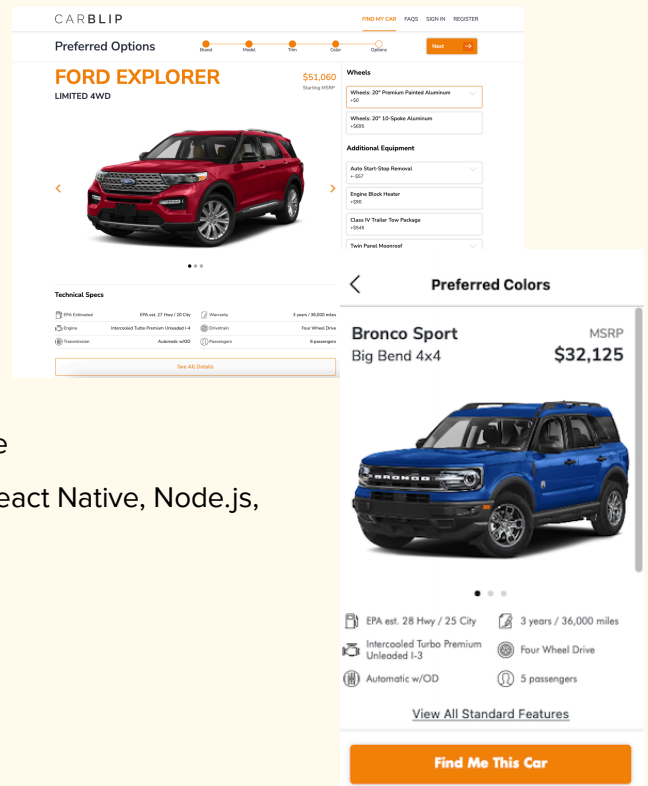 CARBLIP
FIND MY CAR FAQS SIGN IN REGISTER
Preferred Options
Brand Model Trim Color Options
Next
FORD EXPLORER
LIMITED 4WD
$51,060
Starting MSRP
Wheels
Wheels: 20" Premium Painted Aluminum
+$0
Wheels: 20" 10-Spoke Aluminum
+$695
Additional Equipment
Auto Start-Stop Removal
+-$57
Engine Block Heater
+$90
Class IV Trailer Tow Package
+$545
Twin Panel Moonroof
Technical Specs
EPA Estimated EPA est. 27 Hwy / 20 City Warranty 3 years / 36,000 miles
Engine Intercooled Turbo Premium Unleaded I-4 Drivetrain Four Wheel Drive
Transmission Automatic w/OD Passengers 6 passengers
See All Details
e
eact Native, Node.js,
Preferred Colors
Bronco Sport MSRP
Big Bend 4x4 $32,125
BRONCO
EPA est. 28 Hwy / 25 City 3 years / 36,000 miles
Intercooled Turbo Premium
Unleaded I-3 Four Wheel Drive
Automatic w/OD 5 passengers
View All Standard Features
Find Me This Car